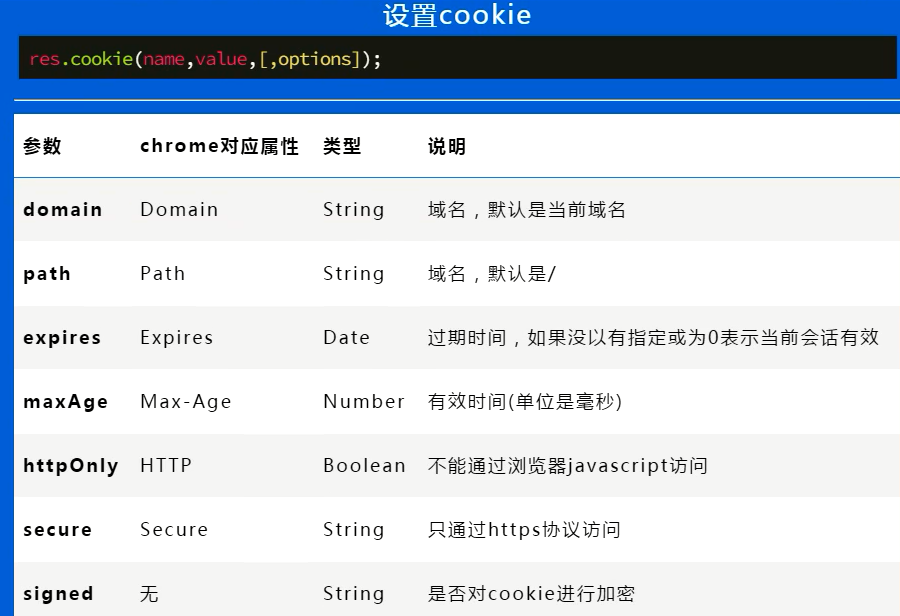 设置cookie
res.cookie(name,value,[,options]);
参数 chrome对应属性 类型 说明
domain Domain String 域名，默认是当前域名
path Path String 域名，默认是/
expires Expires Date 过期时间，如果没以有指定或为0表示当前会话有效
maxAge Max-Age Number 有效时间(单位是毫秒)
httpOnly HTTP Boolean 不能通过浏览器javascript访问
secure Secure String 只通过https协议访问
signed 无 String 是否对cookie进行加密